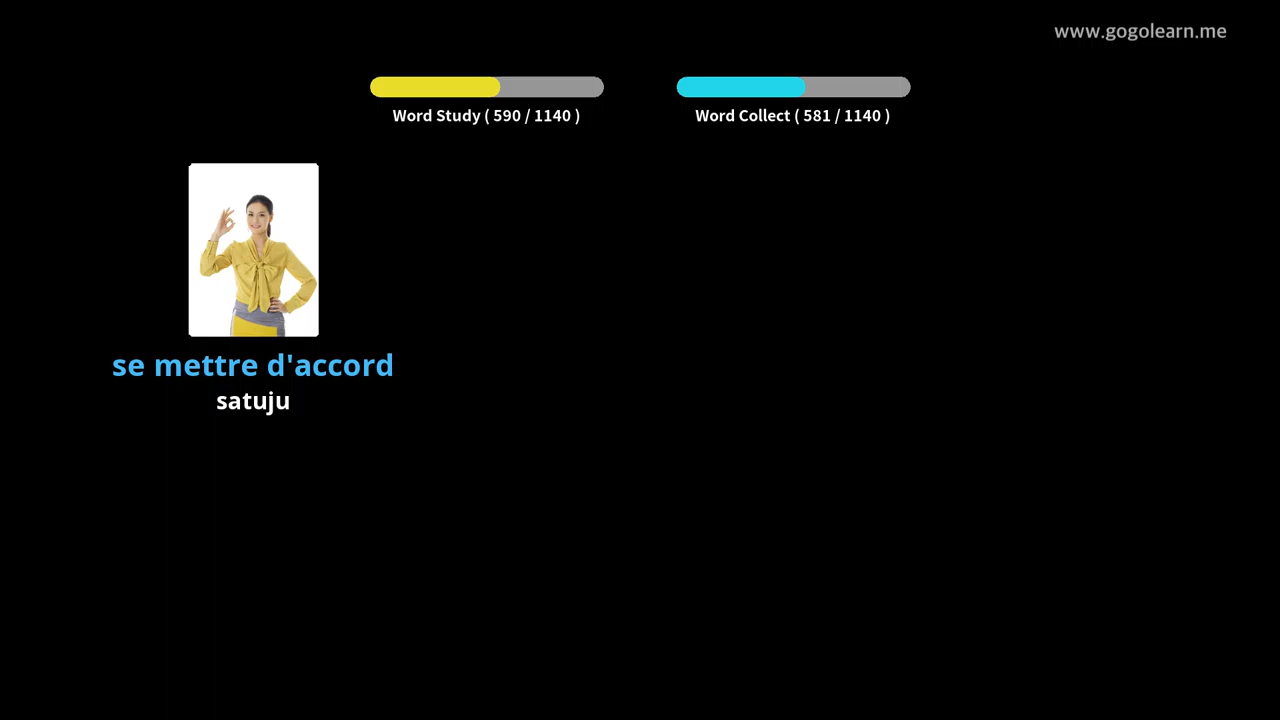 www.gogolearn.me
Word Study ( 590 / 1140 )
Word Collect ( 581 / 1140 )
se mettre d'accord
satuju